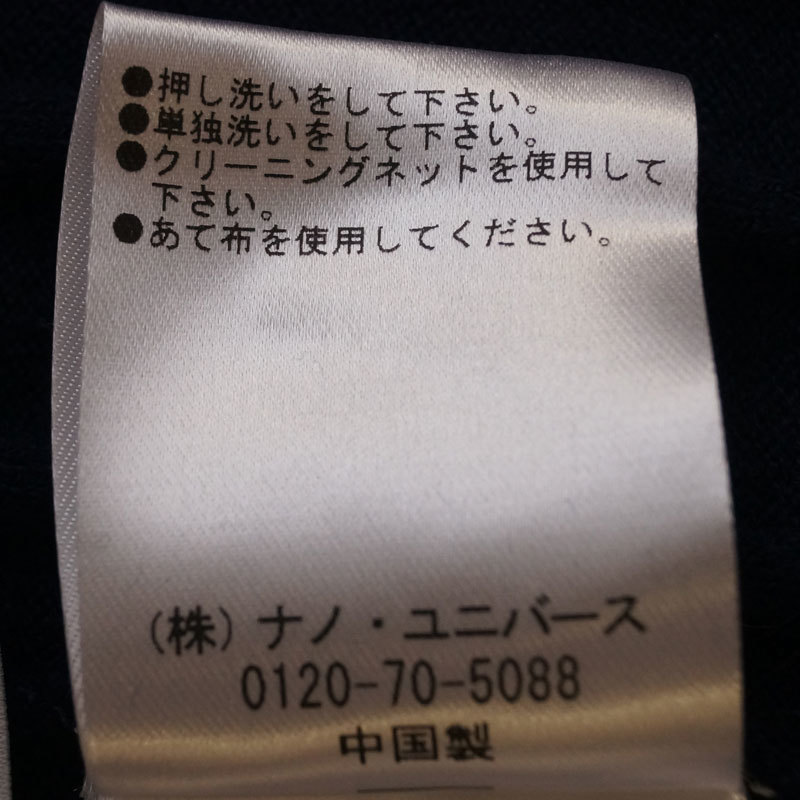 ●押し洗いをして下さい。
●単独洗いをして下さい。
●クリーニングネットを使用して
下さい。
●あて布を使用してください。
(株)ナノ・ユニバース
0120-70-5088
中国製